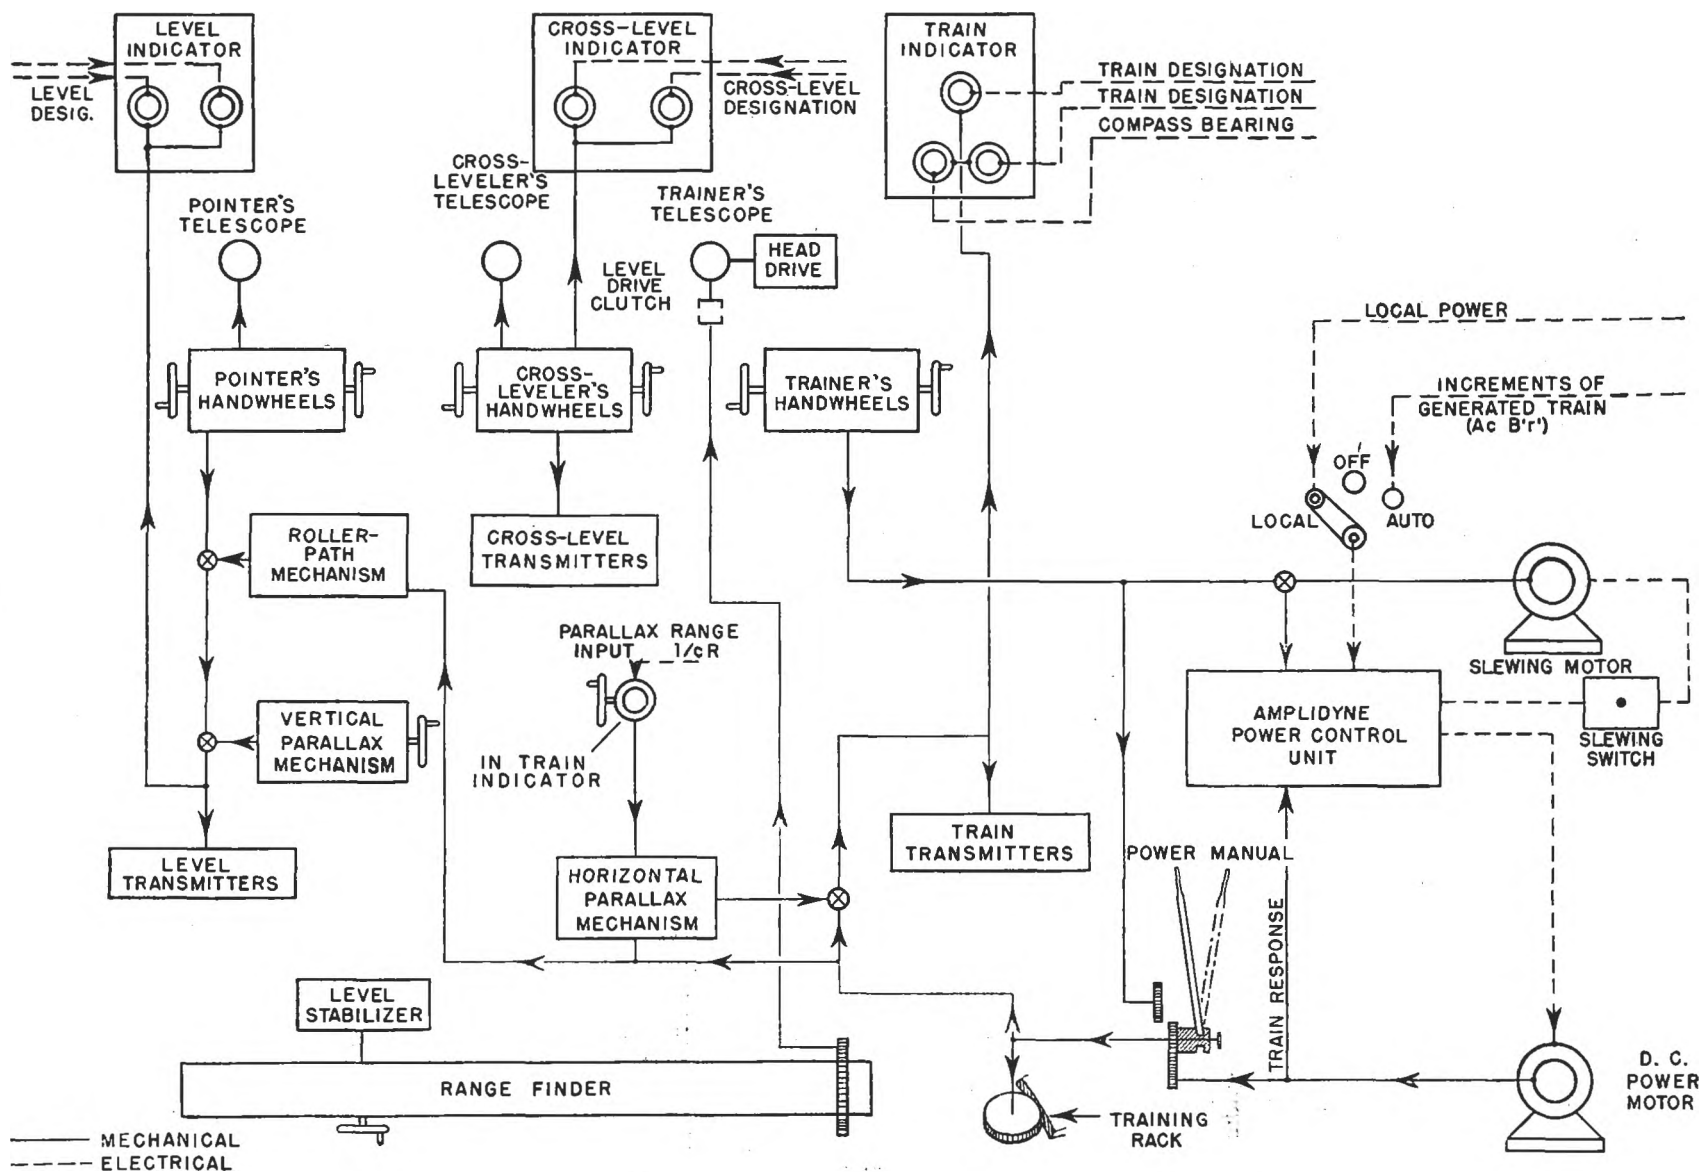 LEVEL
INDICATOR
LEVEL
DESIG.
CROSS-LEVEL
INDICATOR
CROSS-LEVEL
DESIGNATION
TRAIN
INDICATOR
TRAIN DESIGNATION
TRAIN DESIGNATION
COMPASS BEARING
POINTER'S
TELESCOPE
CROSS-
LEVELER'S
TELESCOPE
TRAINER'S
TELESCOPE
HEAD
DRIVE
LEVEL
DRIVE
CLUTCH
POINTER'S
HANDWHEELS
CROSS-
LEVELER'S
HANDWHEELS
TRAINER'S
HANDWHEELS
LOCAL POWER
INCREMENTS OF
GENERATED TRAIN
(Ac B'r')
OFF
LOCAL
AUTO
ROLLER-
PATH
MECHANISM
CROSS-LEVEL
TRANSMITTERS
PARALLAX RANGE
INPUT 1/cR
SLEWING MOTOR
VERTICAL
PARALLAX
MECHANISM
IN TRAIN
INDICATOR
AMPLIDYNE
POWER CONTROL
UNIT
SLEWING
SWITCH
LEVEL
TRANSMITTERS
HORIZONTAL
PARALLAX
MECHANISM
TRAIN
TRANSMITTERS
POWER MANUAL
TRAIN RESPONSE
LEVEL
STABILIZER
RANGE FINDER
TRAINING
RACK
D. C.
POWER
MOTOR
MECHANICAL
ELECTRICAL